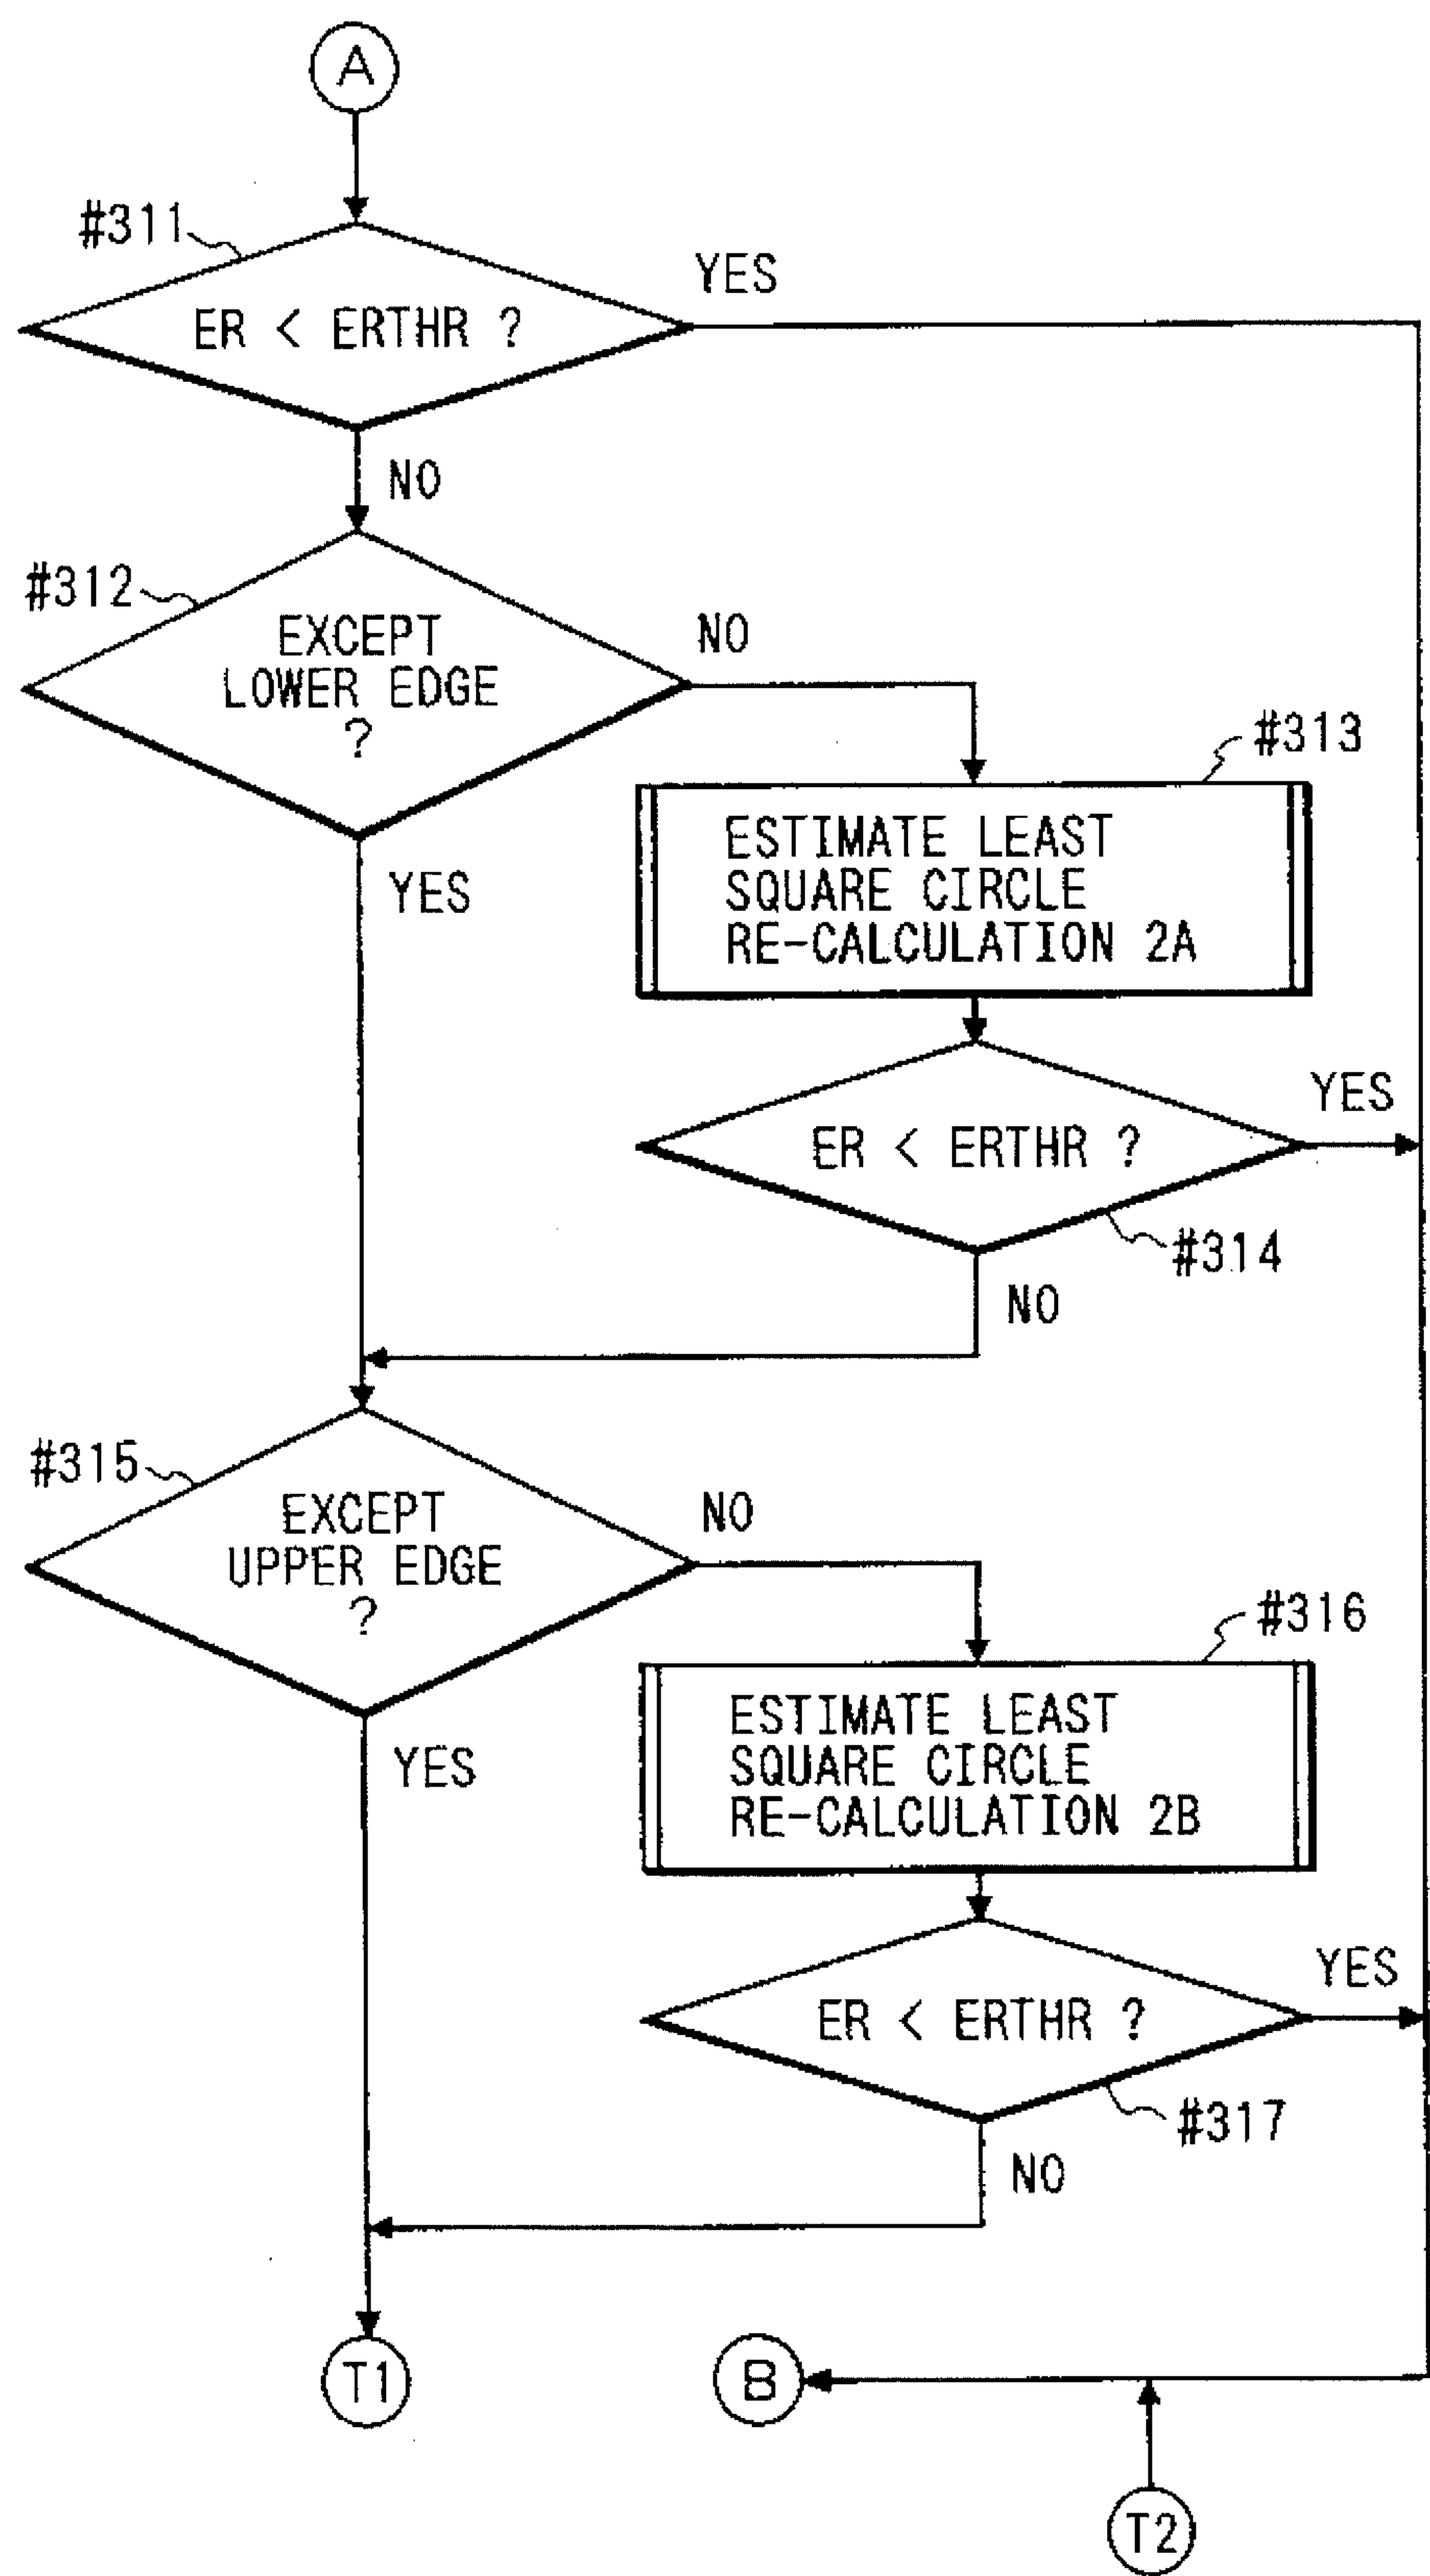 A
#311
ER < ERTHR ?
YES
NO
#312
EXCEPT
LOWER EDGE
?
NO
YES
#313
ESTIMATE LEAST
SQUARE CIRCLE
RE-CALCULATION 2A
ER < ERTHR ?
YES
#314
NO
#315
EXCEPT
UPPER EDGE
?
NO
YES
#316
ESTIMATE LEAST
SQUARE CIRCLE
RE-CALCULATION 2B
ER < ERTHR ?
YES
#317
NO
T1
B
T2